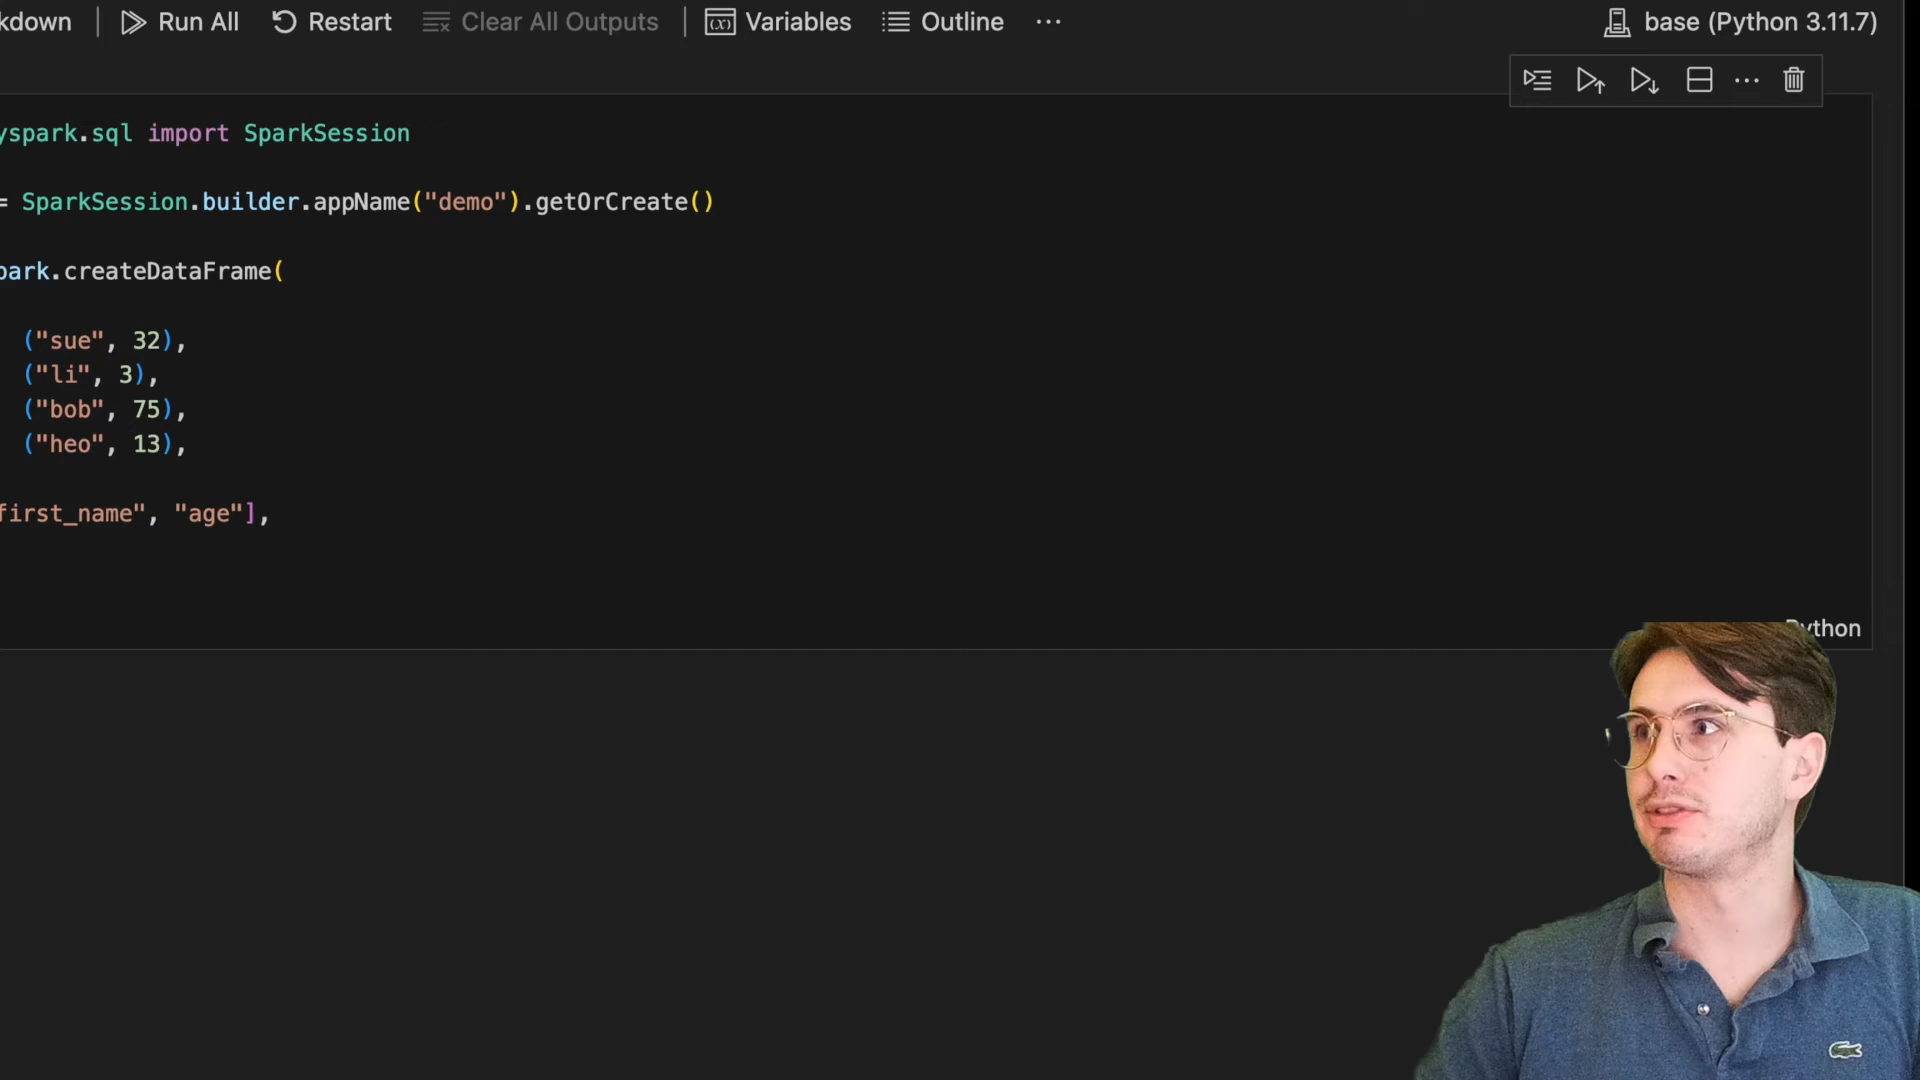 kdown Run All Restart Clear All Outputs Variables Outline ··· base (Python 3.11.7)
yspark.sql import SparkSession
= SparkSession.builder.appName("demo").getOrCreate()
park.createDataFrame(
("sue", 32),
("li", 3),
("bob", 75),
("heo", 13),
first_name", "age"],
Python